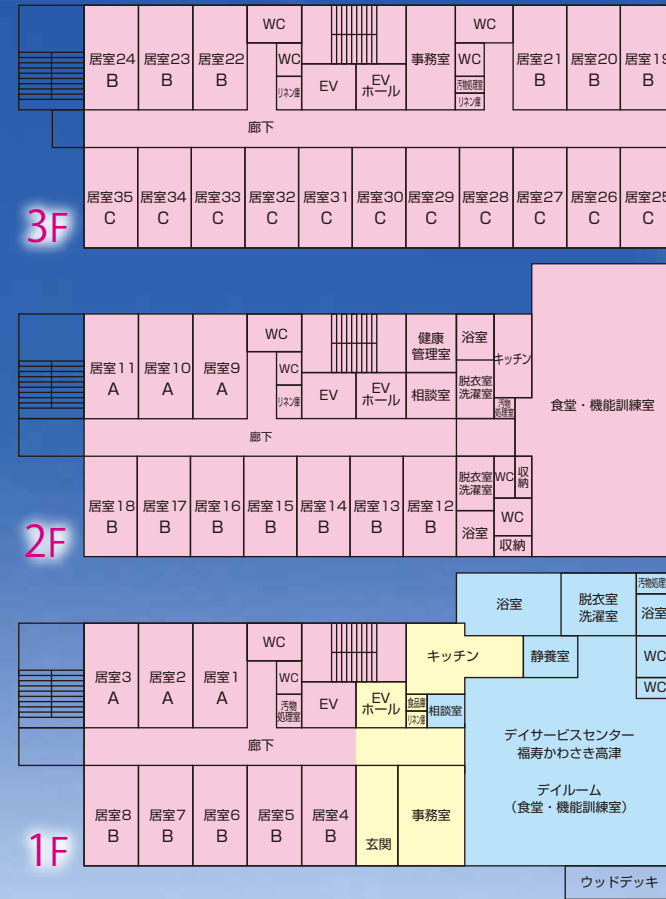 WC
居室24
B
居室23
B
居室22
B
WC
リネン庫
EV
EV
ホール
事務室
WC
WC
汚物処理室
リネン庫
居室21
B
居室20
B
居室19
B
廊下
3F
居室35
C
居室34
C
居室33
C
居室32
C
居室31
C
居室30
C
居室29
C
居室28
C
居室27
C
居室26
C
居室25
C
居室11
A
居室10
A
居室9
A
WC
WC
リネン庫
EV
EV
ホール
健康
管理室
相談室
浴室
脱衣室
洗濯室
キッチン
汚物
処理室
食堂・機能訓練室
廊下
2F
居室18
B
居室17
B
居室16
B
居室15
B
居室14
B
居室13
B
居室12
B
脱衣室
洗濯室
浴室
WC
収納
WC
収納
浴室
脱衣室
洗濯室
汚物処理室
浴室
WC
WC
居室3
A
居室2
A
居室1
A
WC
WC
汚物
処理室
EV
EV
ホール
キッチン
食品庫
リネン庫
相談室
静養室
廊下
デイサービスセンター
福寿かわさき高津
デイルーム
(食堂・機能訓練室)
1F
居室8
B
居室7
B
居室6
B
居室5
B
居室4
B
玄関
事務室
ウッドデッキ